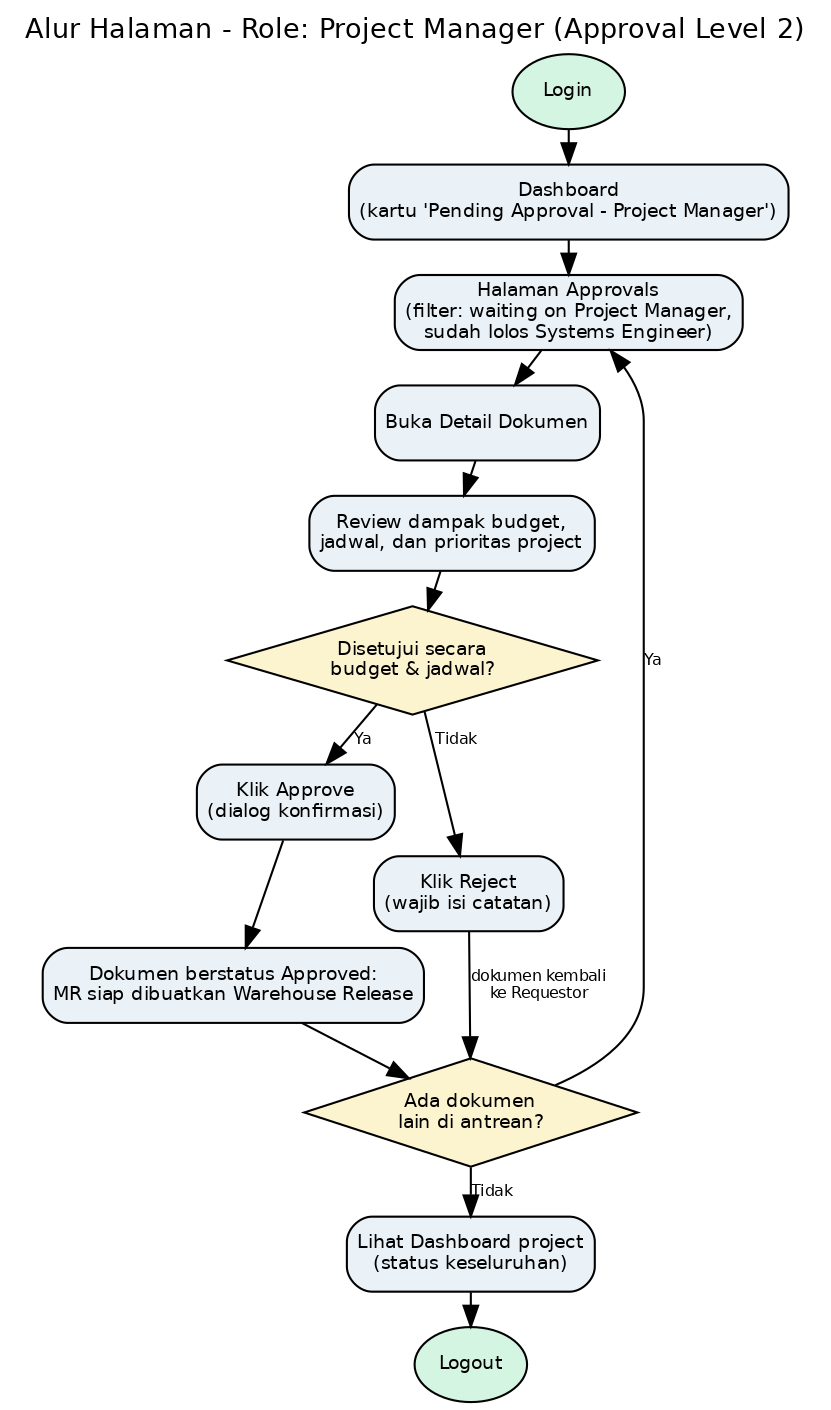 Alur Halaman - Role: Project Manager (Approval Level 2)
Login
Dashboard
(kartu 'Pending Approval - Project Manager')
Halaman Approvals
(filter: waiting on Project Manager,
sudah lolos Systems Engineer)
Buka Detail Dokumen
Review dampak budget,
jadwal, dan prioritas project
Disetujui secara
budget & jadwal?
Ya
Ya
Tidak
Klik Approve
(dialog konfirmasi)
Klik Reject
(wajib isi catatan)
Dokumen berstatus Approved:
MR siap dibuatkan Warehouse Release
dokumen kembali
ke Requestor
Ada dokumen
lain di antrean?
Tidak
Lihat Dashboard project
(status keseluruhan)
Logout